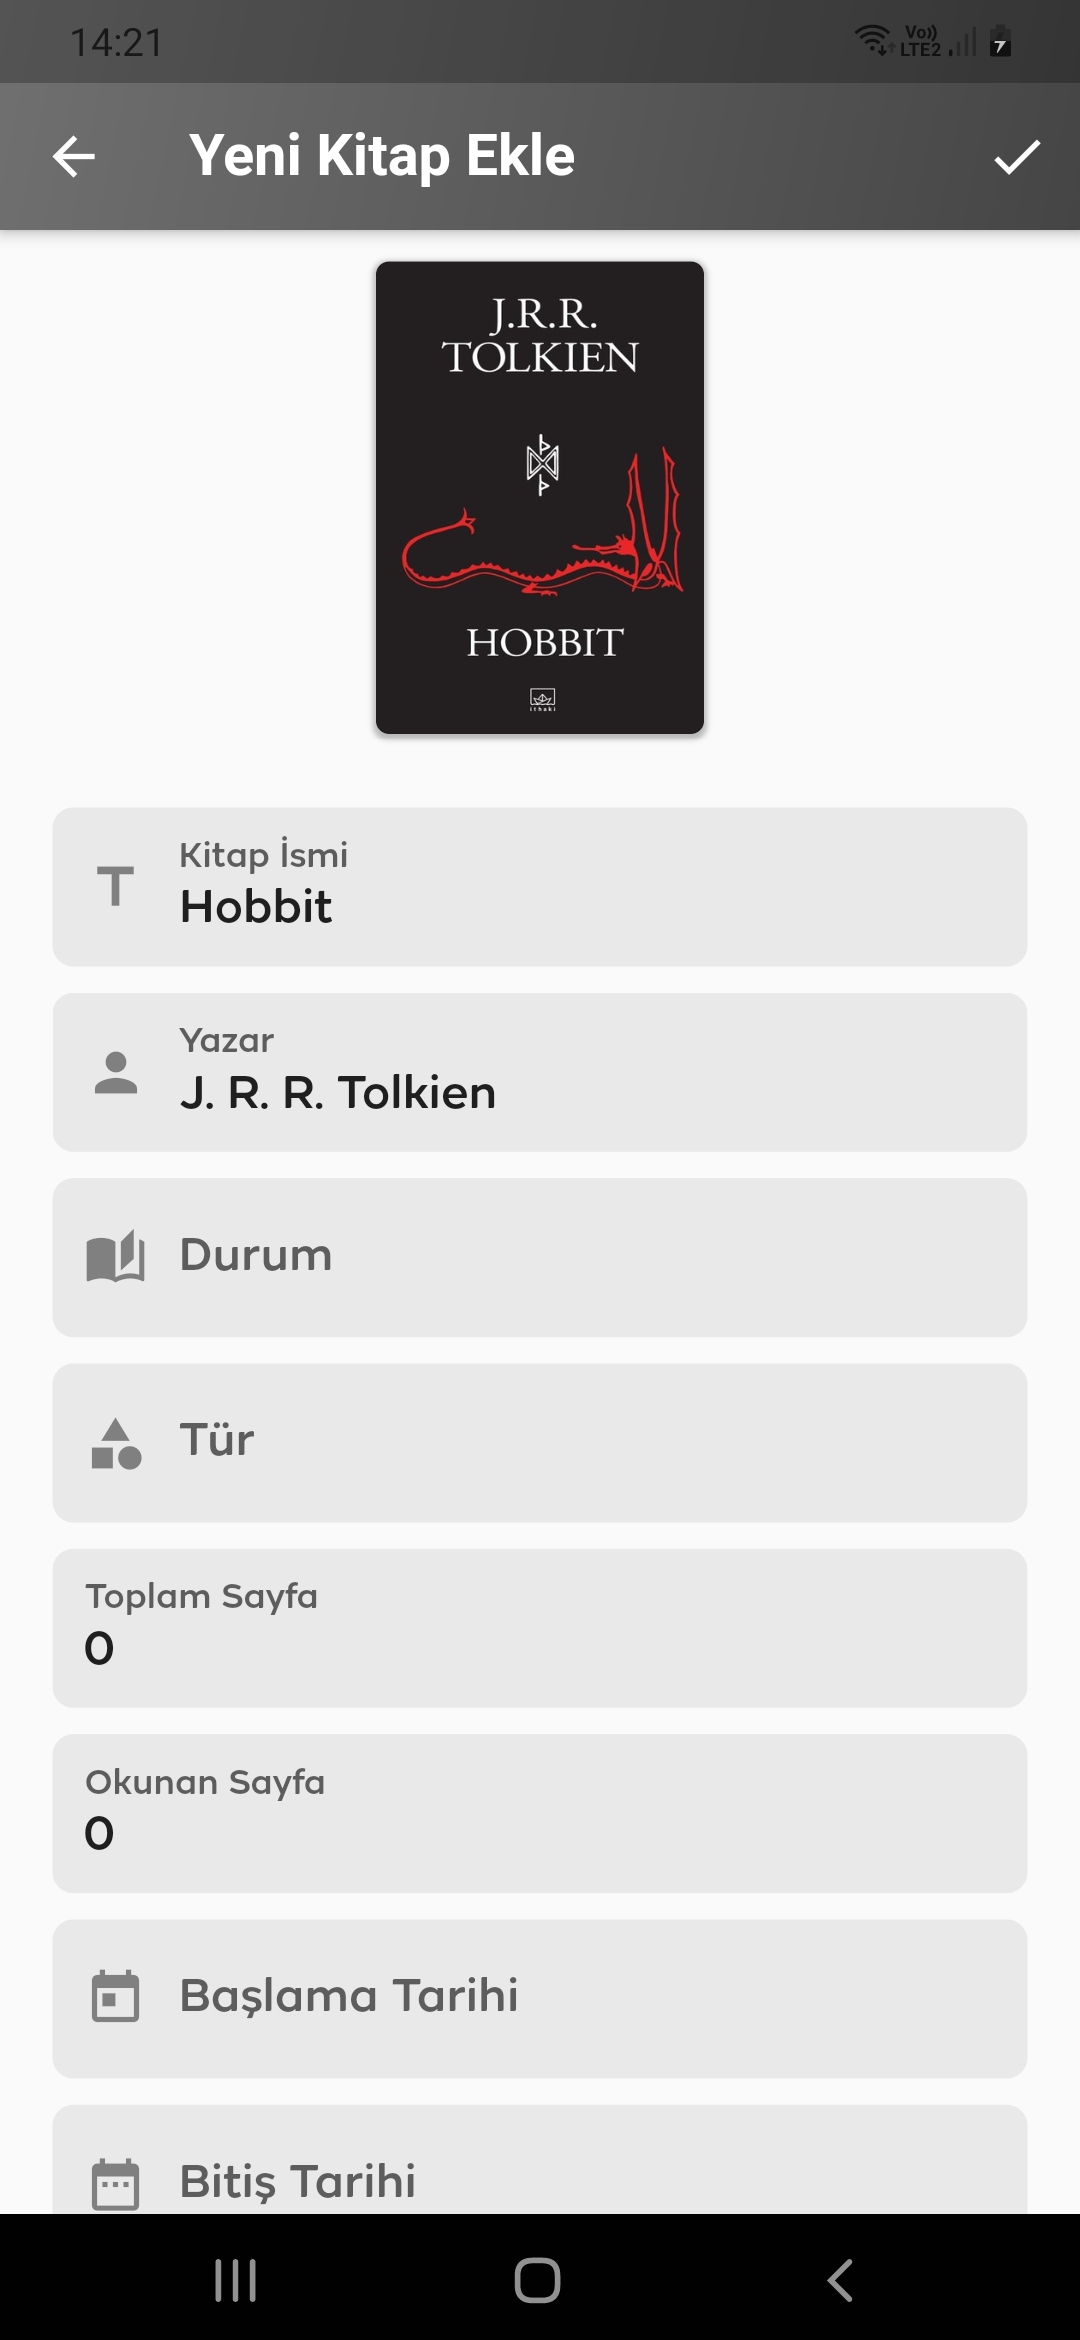 14:21
Vo))
LTE2
Yeni Kitap Ekle
J.R.R.
TOLKIEN
HOBBIT
ithaki
Kitap İsmi
Hobbit
Yazar
J. R. R. Tolkien
Durum
Tür
Toplam Sayfa
0
Okunan Sayfa
0
Başlama Tarihi
Bitiş Tarihi